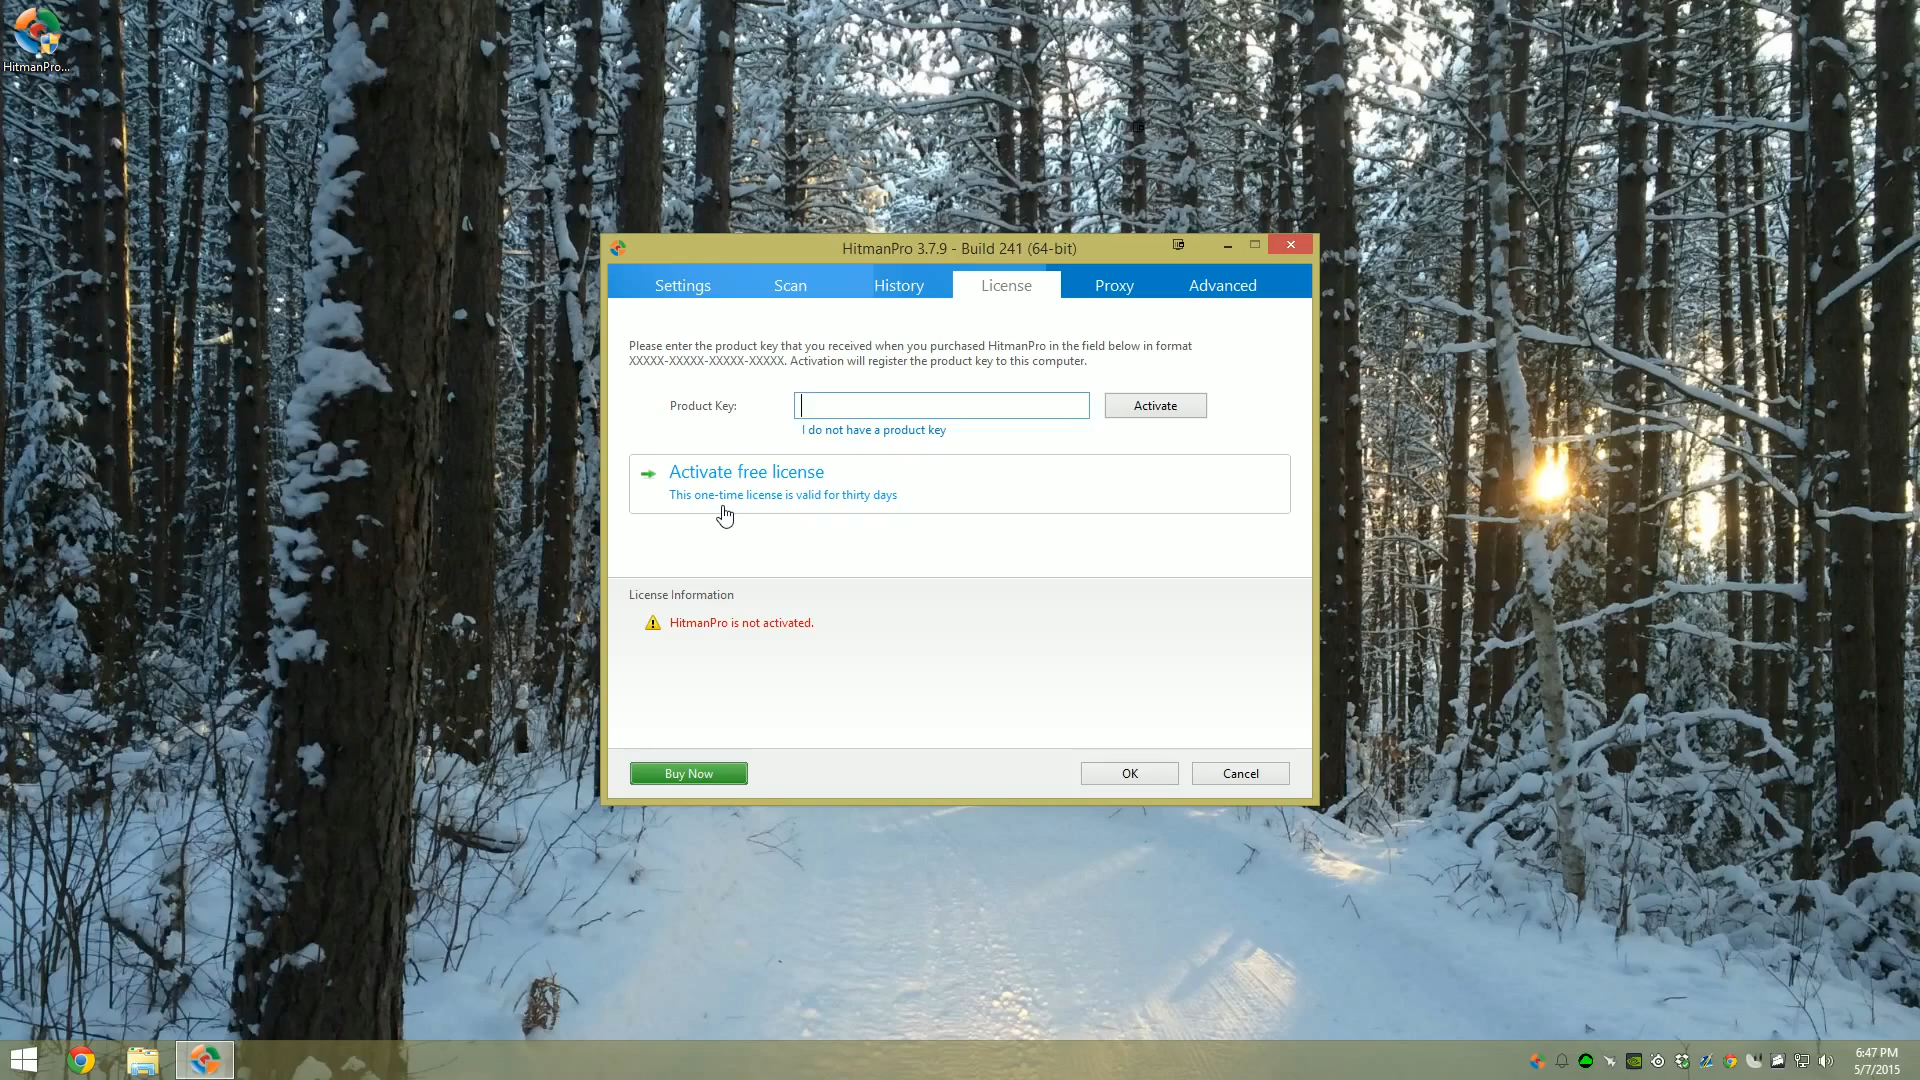 HitmanPro...
HitmanPro 3.7.9 - Build 241 (64-bit)
Settings Scan History License Proxy Advanced
Please enter the product key that you received when you purchased HitmanPro in the field below in format
XXXXX-XXXXX-XXXXX-XXXXX. Activation will register the product key to this computer.
Product Key: Activate
I do not have a product key
Activate free license
This one-time license is valid for thirty days
License Information
HitmanPro is not activated.
Buy Now OK Cancel
6:47 PM
5/7/2015